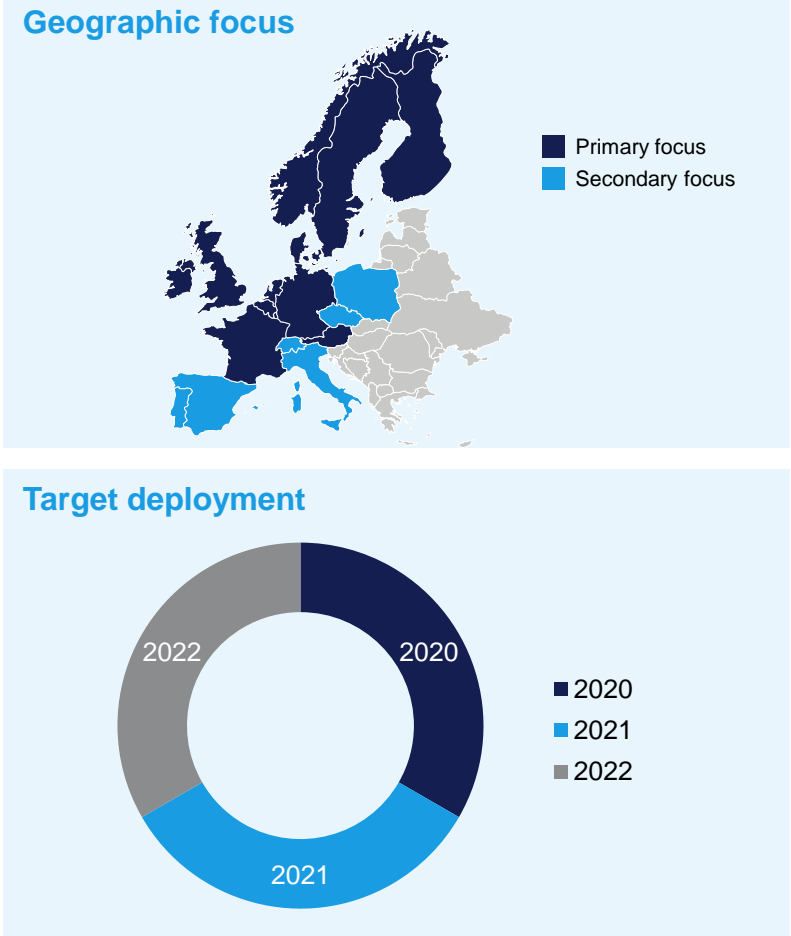 Geographic focus
Primary focus
Secondary focus
Target deployment
2022
2020
2021
2020
2021
2022